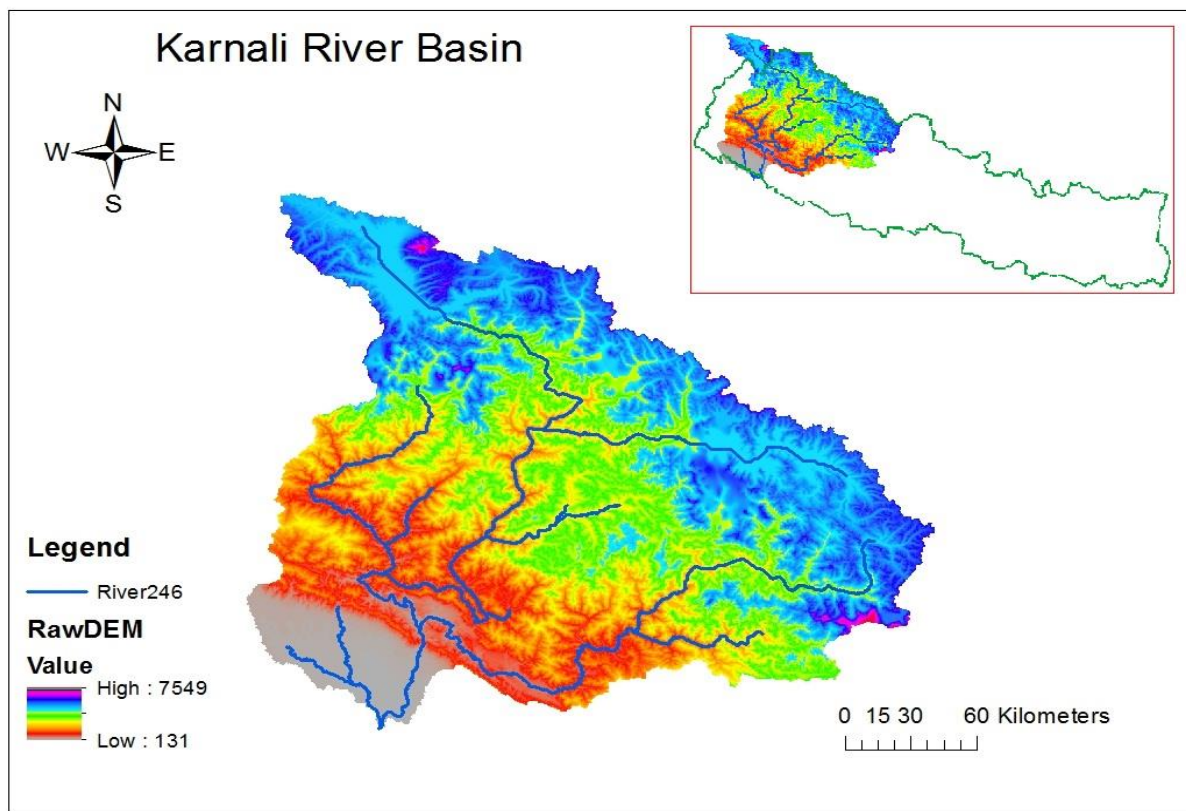 Karnali River Basin
N
W E
S
Legend
River246
RawDEM
Value
High : 7549
Low : 131
0 15 30 60 Kilometers